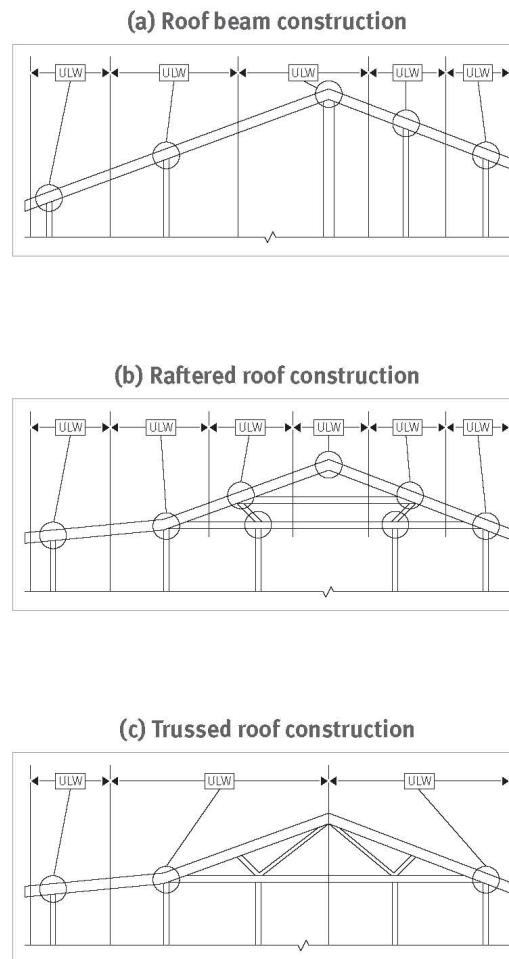 (a) Roof beam construction
ULW ULW ULW ULW ULW
(b) Raftered roof construction
ULW ULW ULW ULW ULW ULW
(c) Trussed roof construction
ULW ULW ULW